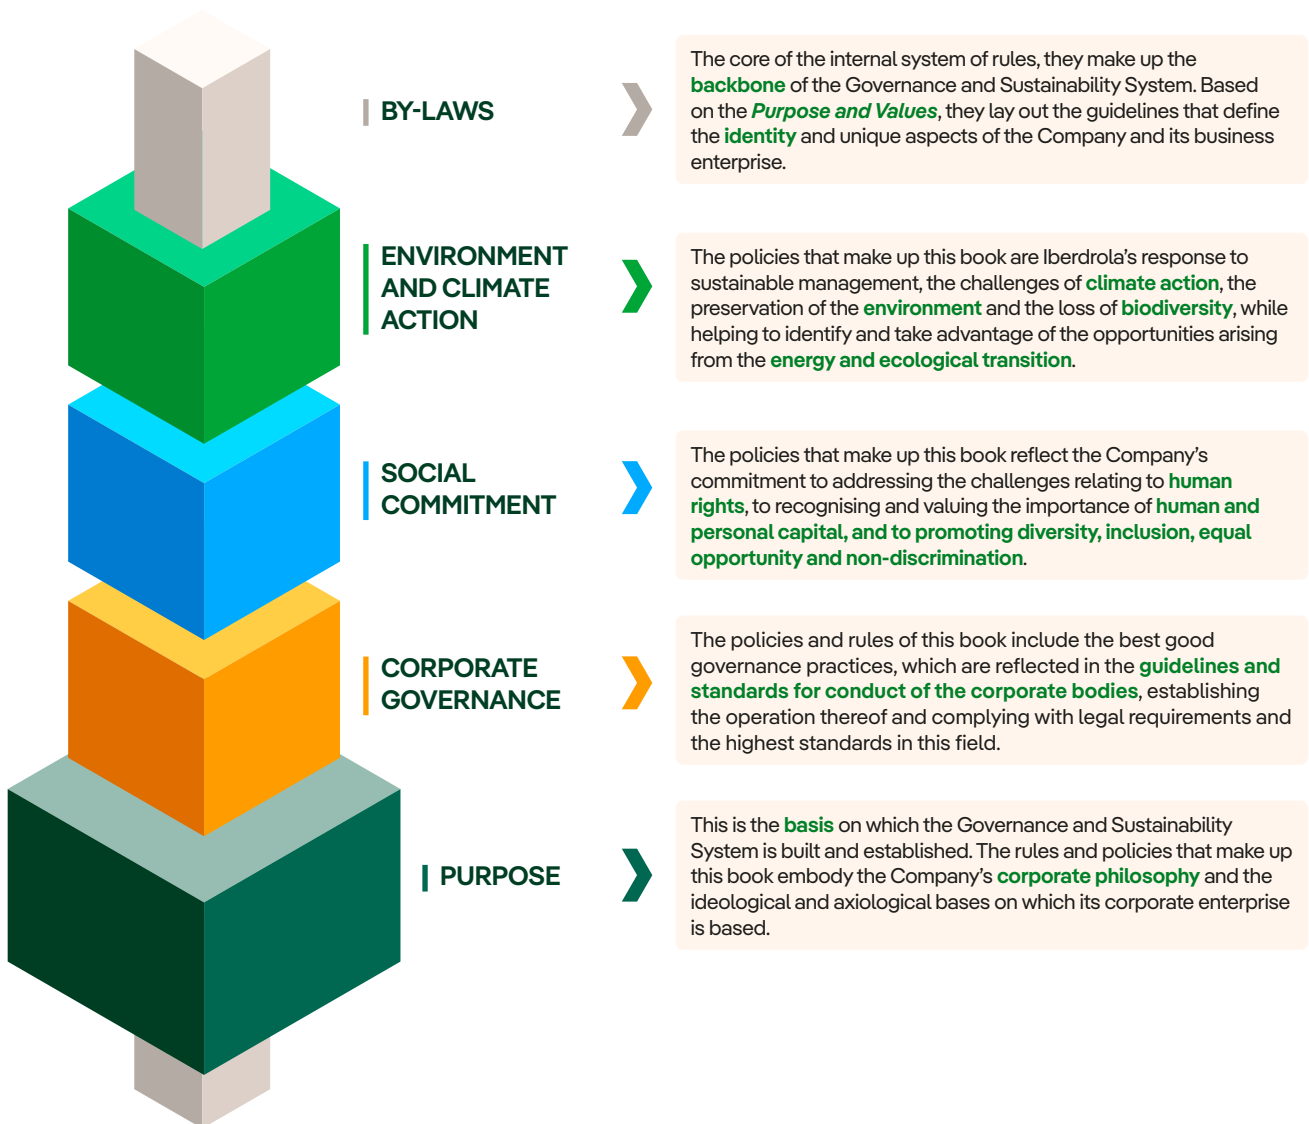 BY-LAWS
The core of the internal system of rules, they make up the
backbone of the Governance and Sustainability System. Based
on the Purpose and Values, they lay out the guidelines that define
the identity and unique aspects of the Company and its business
enterprise.
ENVIRONMENT
AND CLIMATE
ACTION
The policies that make up this book are Iberdrola’s response to
sustainable management, the challenges of climate action, the
preservation of the environment and the loss of biodiversity, while
helping to identify and take advantage of the opportunities arising
from the energy and ecological transition.
SOCIAL
COMMITMENT
The policies that make up this book reflect the Company’s
commitment to addressing the challenges relating to human
rights, to recognising and valuing the importance of human and
personal capital, and to promoting diversity, inclusion, equal
opportunity and non-discrimination.
CORPORATE
GOVERNANCE
The policies and rules of this book include the best good
governance practices, which are reflected in the guidelines and
standards for conduct of the corporate bodies, establishing
the operation thereof and complying with legal requirements and
the highest standards in this field.
PURPOSE
This is the basis on which the Governance and Sustainability
System is built and established. The rules and policies that make up
this book embody the Company’s corporate philosophy and the
ideological and axiological bases on which its corporate enterprise
is based.